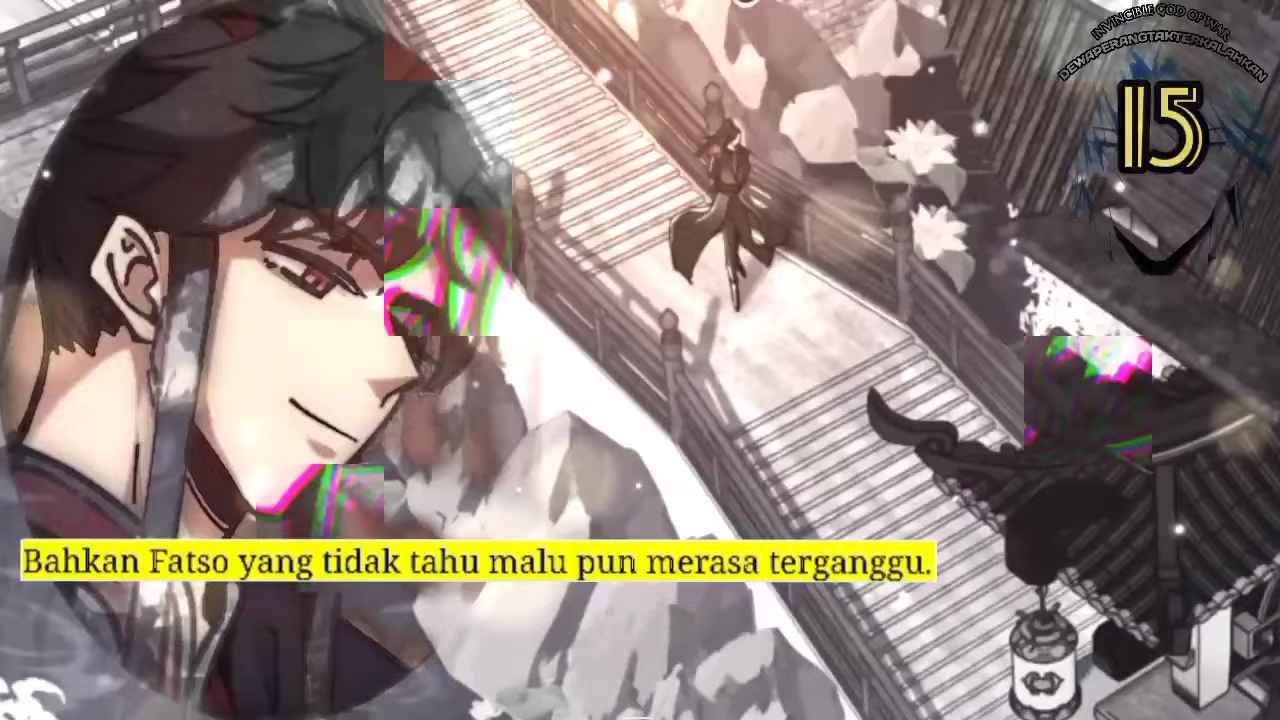 INVINCIBLE GOD OF WAR
DEWAPERANGTAKTERKALAHKAN
15
Bahkan Fatso yang tidak tahu malu pun merasa terganggu.